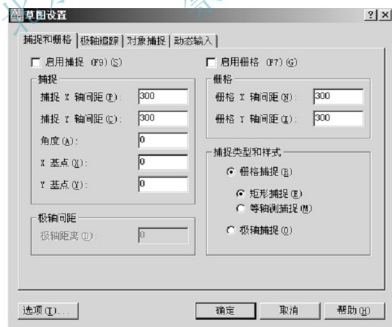 草图设置
捕捉和栅格 极轴追踪 对象捕捉 动态输入
启用捕捉 (F9)(S)
启用栅格 (F7)(G)
捕捉
捕捉 X 轴间距(P): 300
捕捉 Y 轴间距(C): 300
角度(A): 0
X 基点(X): 0
Y 基点(Y): 0
极轴间距
极轴距离(D): 0
栅格
栅格 X 轴间距(N): 300
栅格 Y 轴间距(I): 300
捕捉类型和样式
栅格捕捉(R)
矩形捕捉(E)
等轴测捕捉(M)
极轴捕捉(O)
选项(T)...
确定 取消 帮助(H)